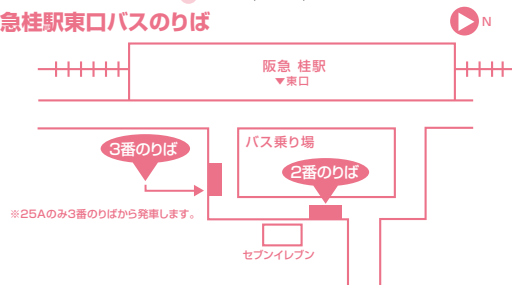 急桂駅東口バスのりば
N
阪急 桂駅
▼東口
バス乗り場
3番のりば
2番のりば
※25Aのみ3番のりばから発車します。
セブンイレブン